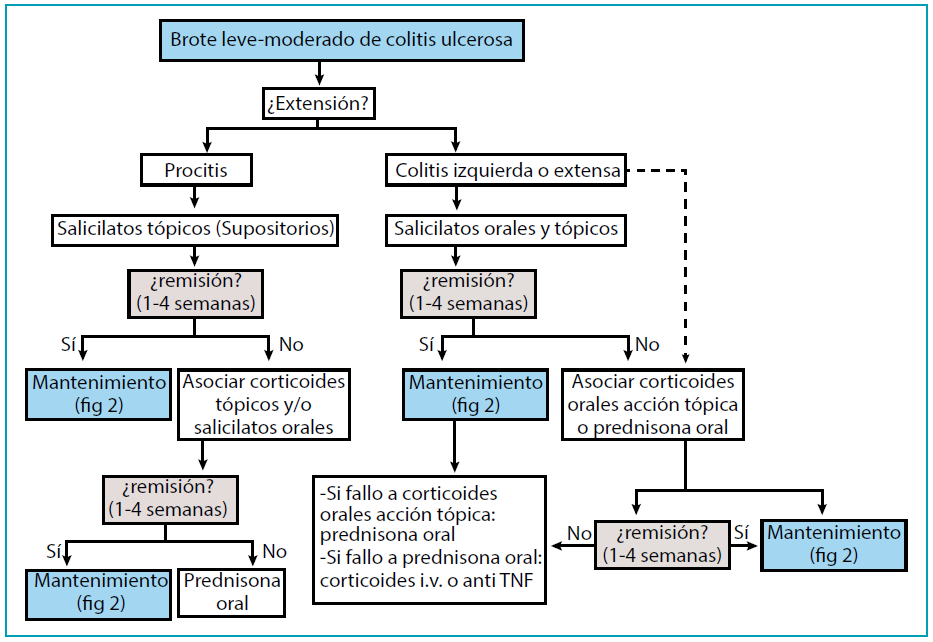 Brote leve-moderado de colitis ulcerosa
¿Extensión?
Procitis
Colitis izquierda o extensa
Salicilatos tópicos (Supositorios)
Salicilatos orales y tópicos
¿remisión?
(1-4 semanas)
¿remisión?
(1-4 semanas)
Sí
No
Sí
No
Mantenimiento
(fig 2)
Asociar corticoides
tópicos y/o
salicilatos orales
Mantenimiento
(fig 2)
Asociar corticoides
orales acción tópica
o prednisona oral
¿remisión?
(1-4 semanas)
-Si fallo a corticoides
orales acción tópica:
prednisona oral
-Si fallo a prednisona oral:
corticoides i.v. o anti TNF
No
¿remisión?
(1-4 semanas)
Sí
Mantenimiento
(fig 2)
Sí
No
Mantenimiento
(fig 2)
Prednisona
oral